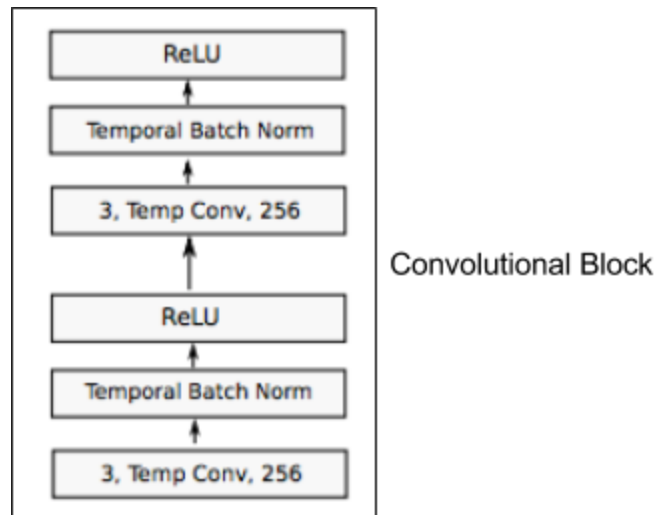 ReLU
Temporal Batch Norm
3, Temp Conv, 256
ReLU
Temporal Batch Norm
3, Temp Conv, 256
Convolutional Block